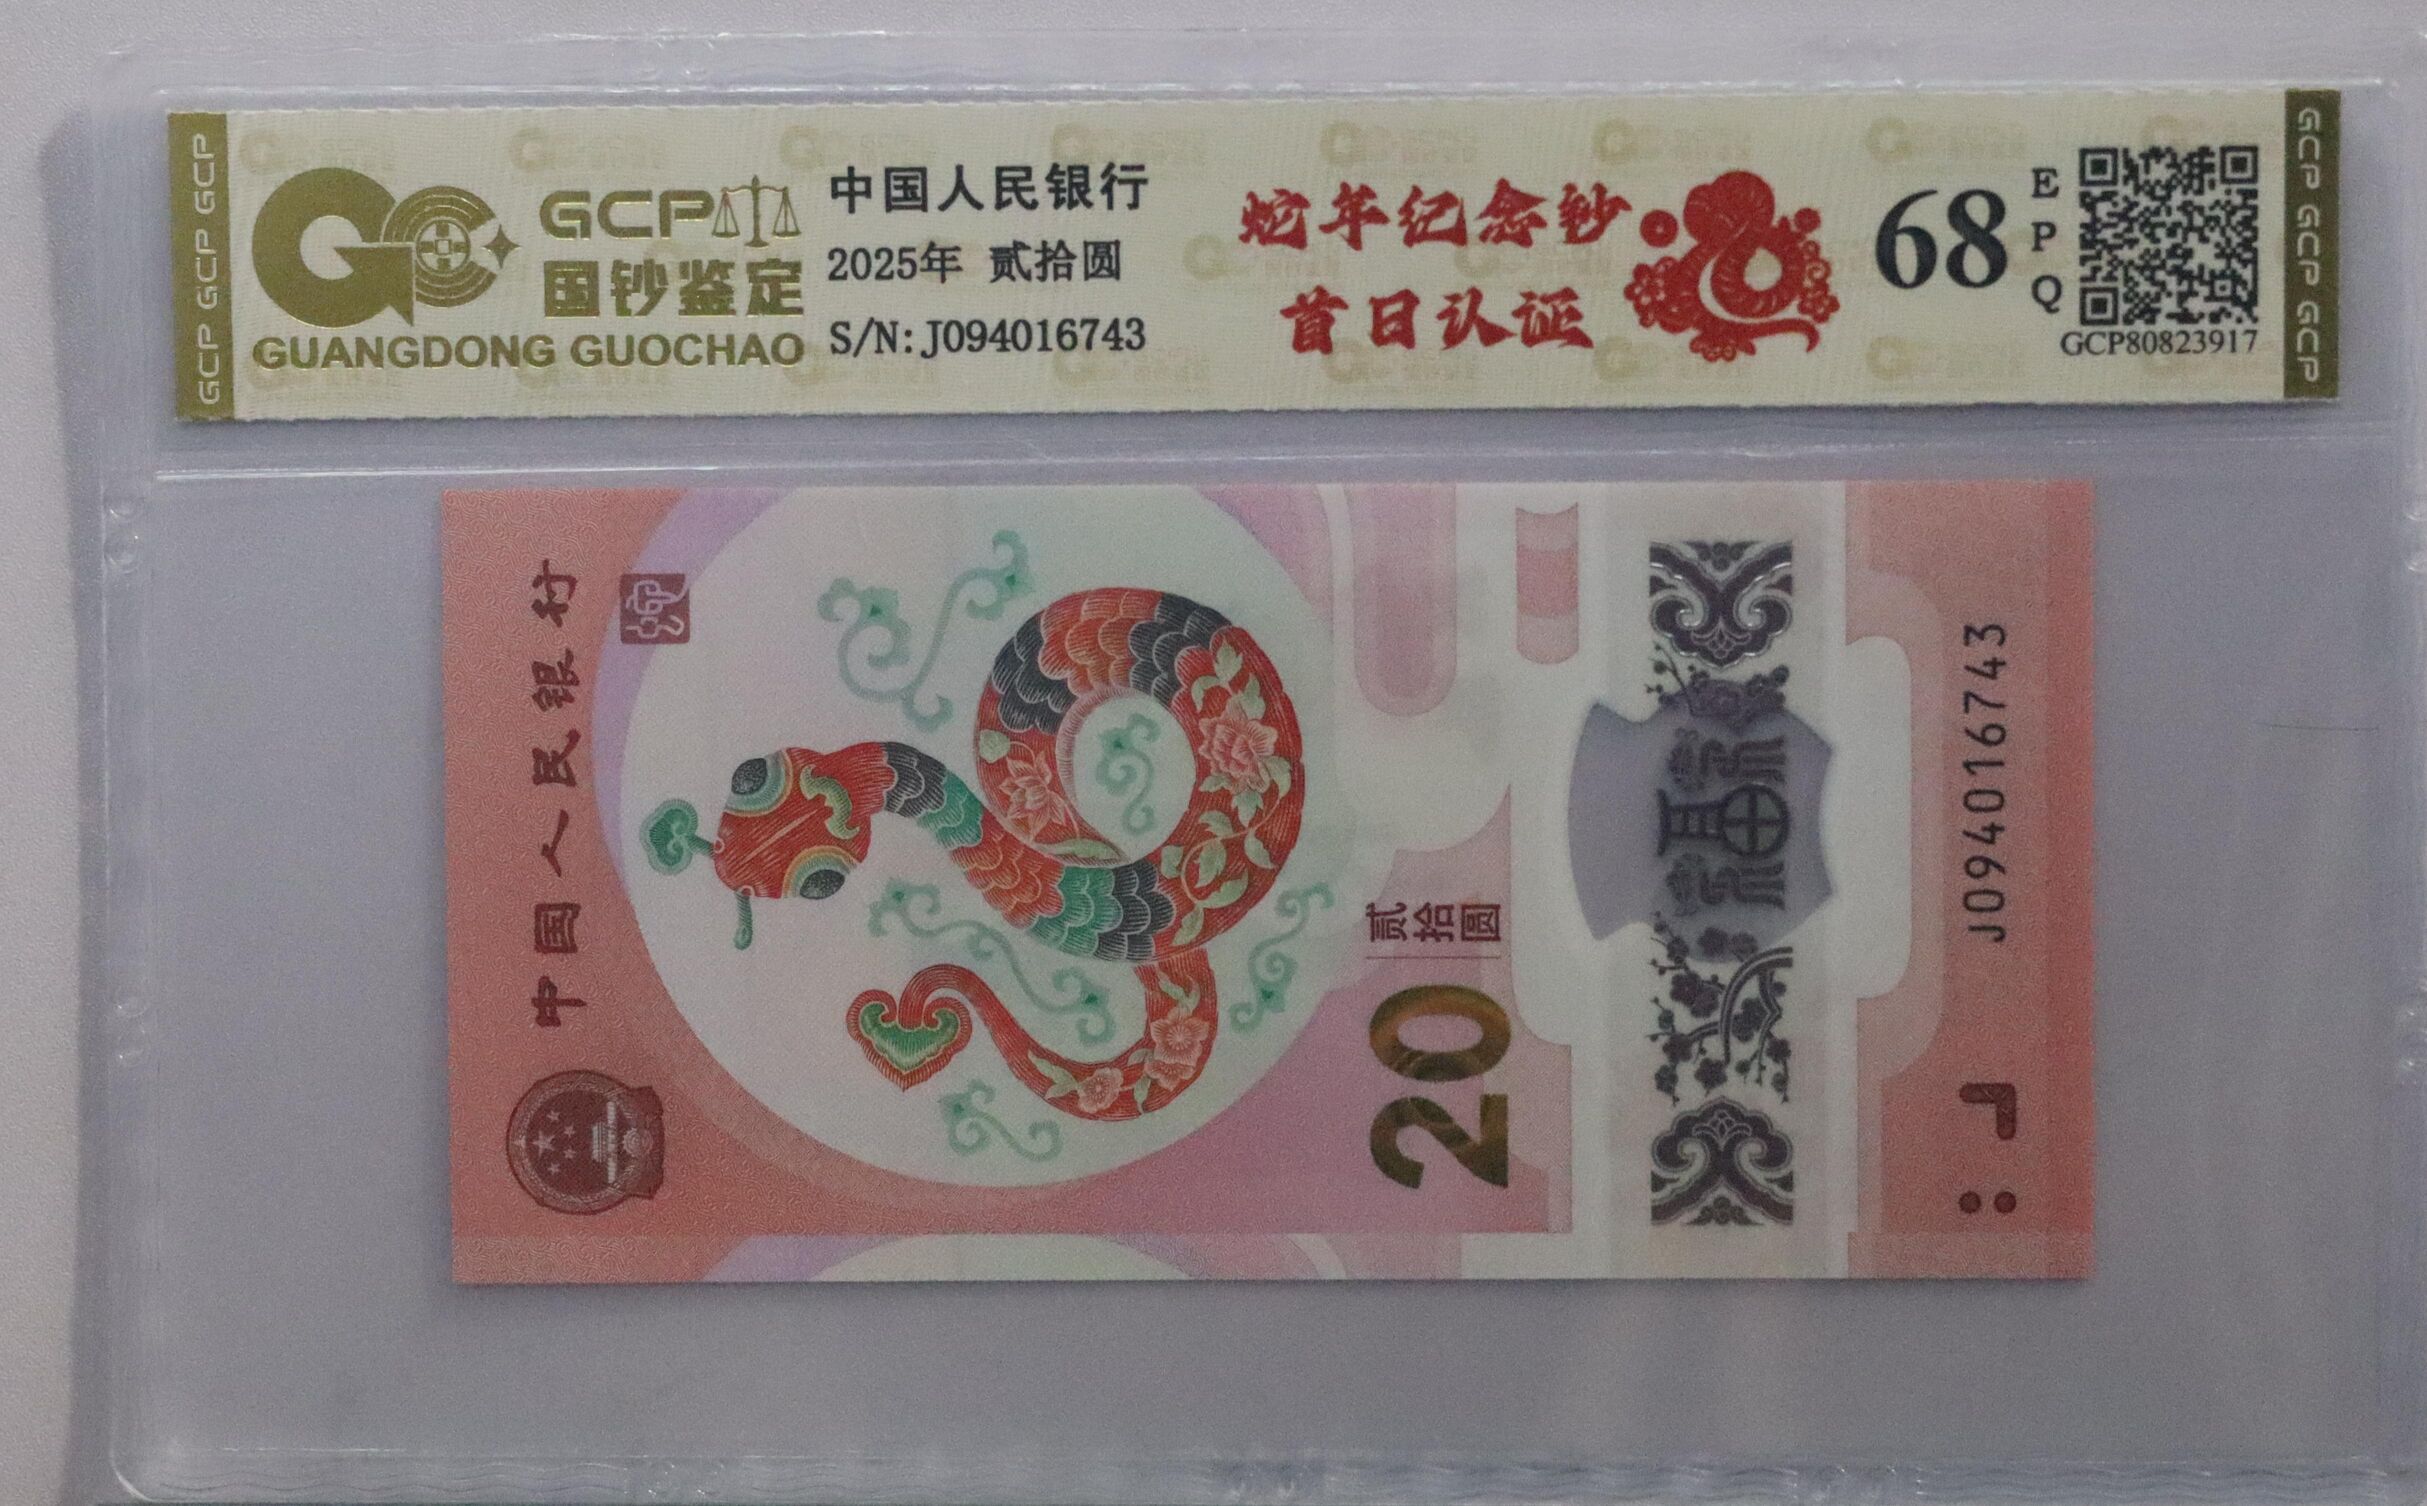 GCP GCP GCP
GCP
国钞鉴定
GUANGDONG GUOCHAO
中国人民银行
2025年 贰拾圆
S/N: J094016743
蛇年纪念钞
首日认证
68
EPQ
GCP80823917
GCP GCP GCP
中国人民银行
贰拾圆
20
福
J094016743